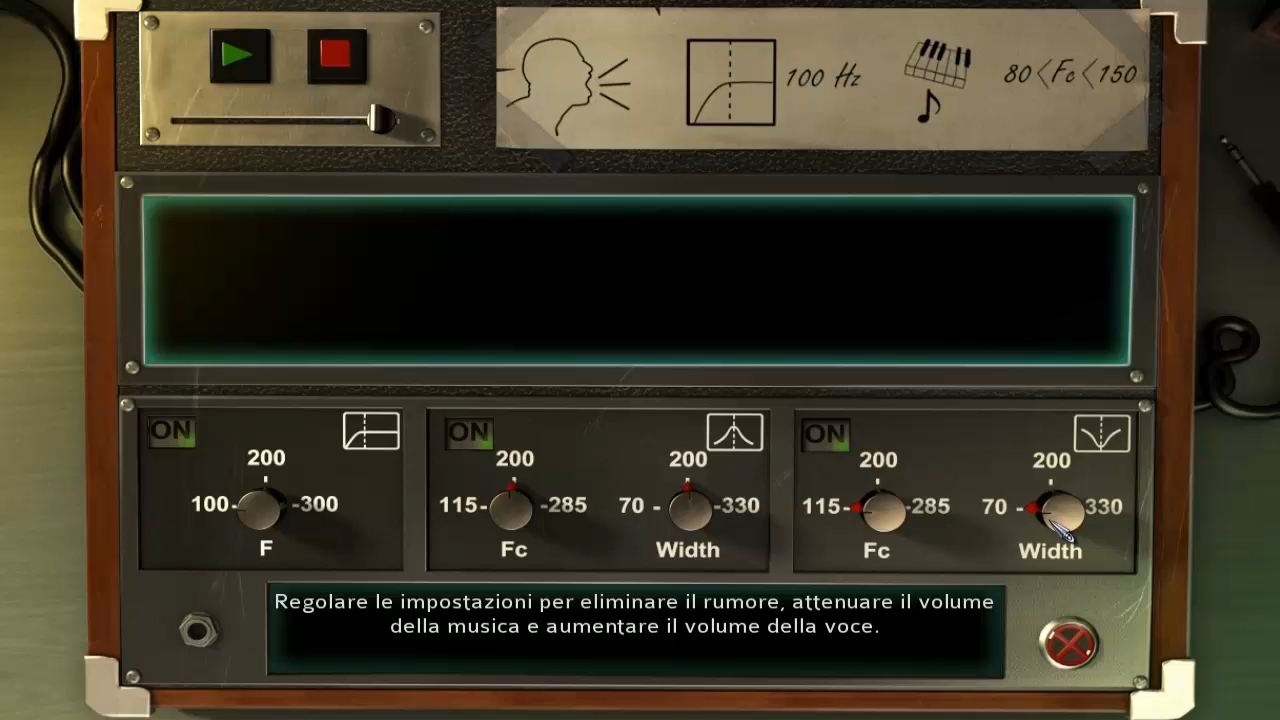 100 Hz
80<Fc<150
ON
200
100- -300
F
ON
200
200
115- -285
70 - -330
Fc
Width
ON
200
200
115- -285
70 - 330
Fc
Width
Regolare le impostazioni per eliminare il rumore, attenuare il volume
della musica e aumentare il volume della voce.